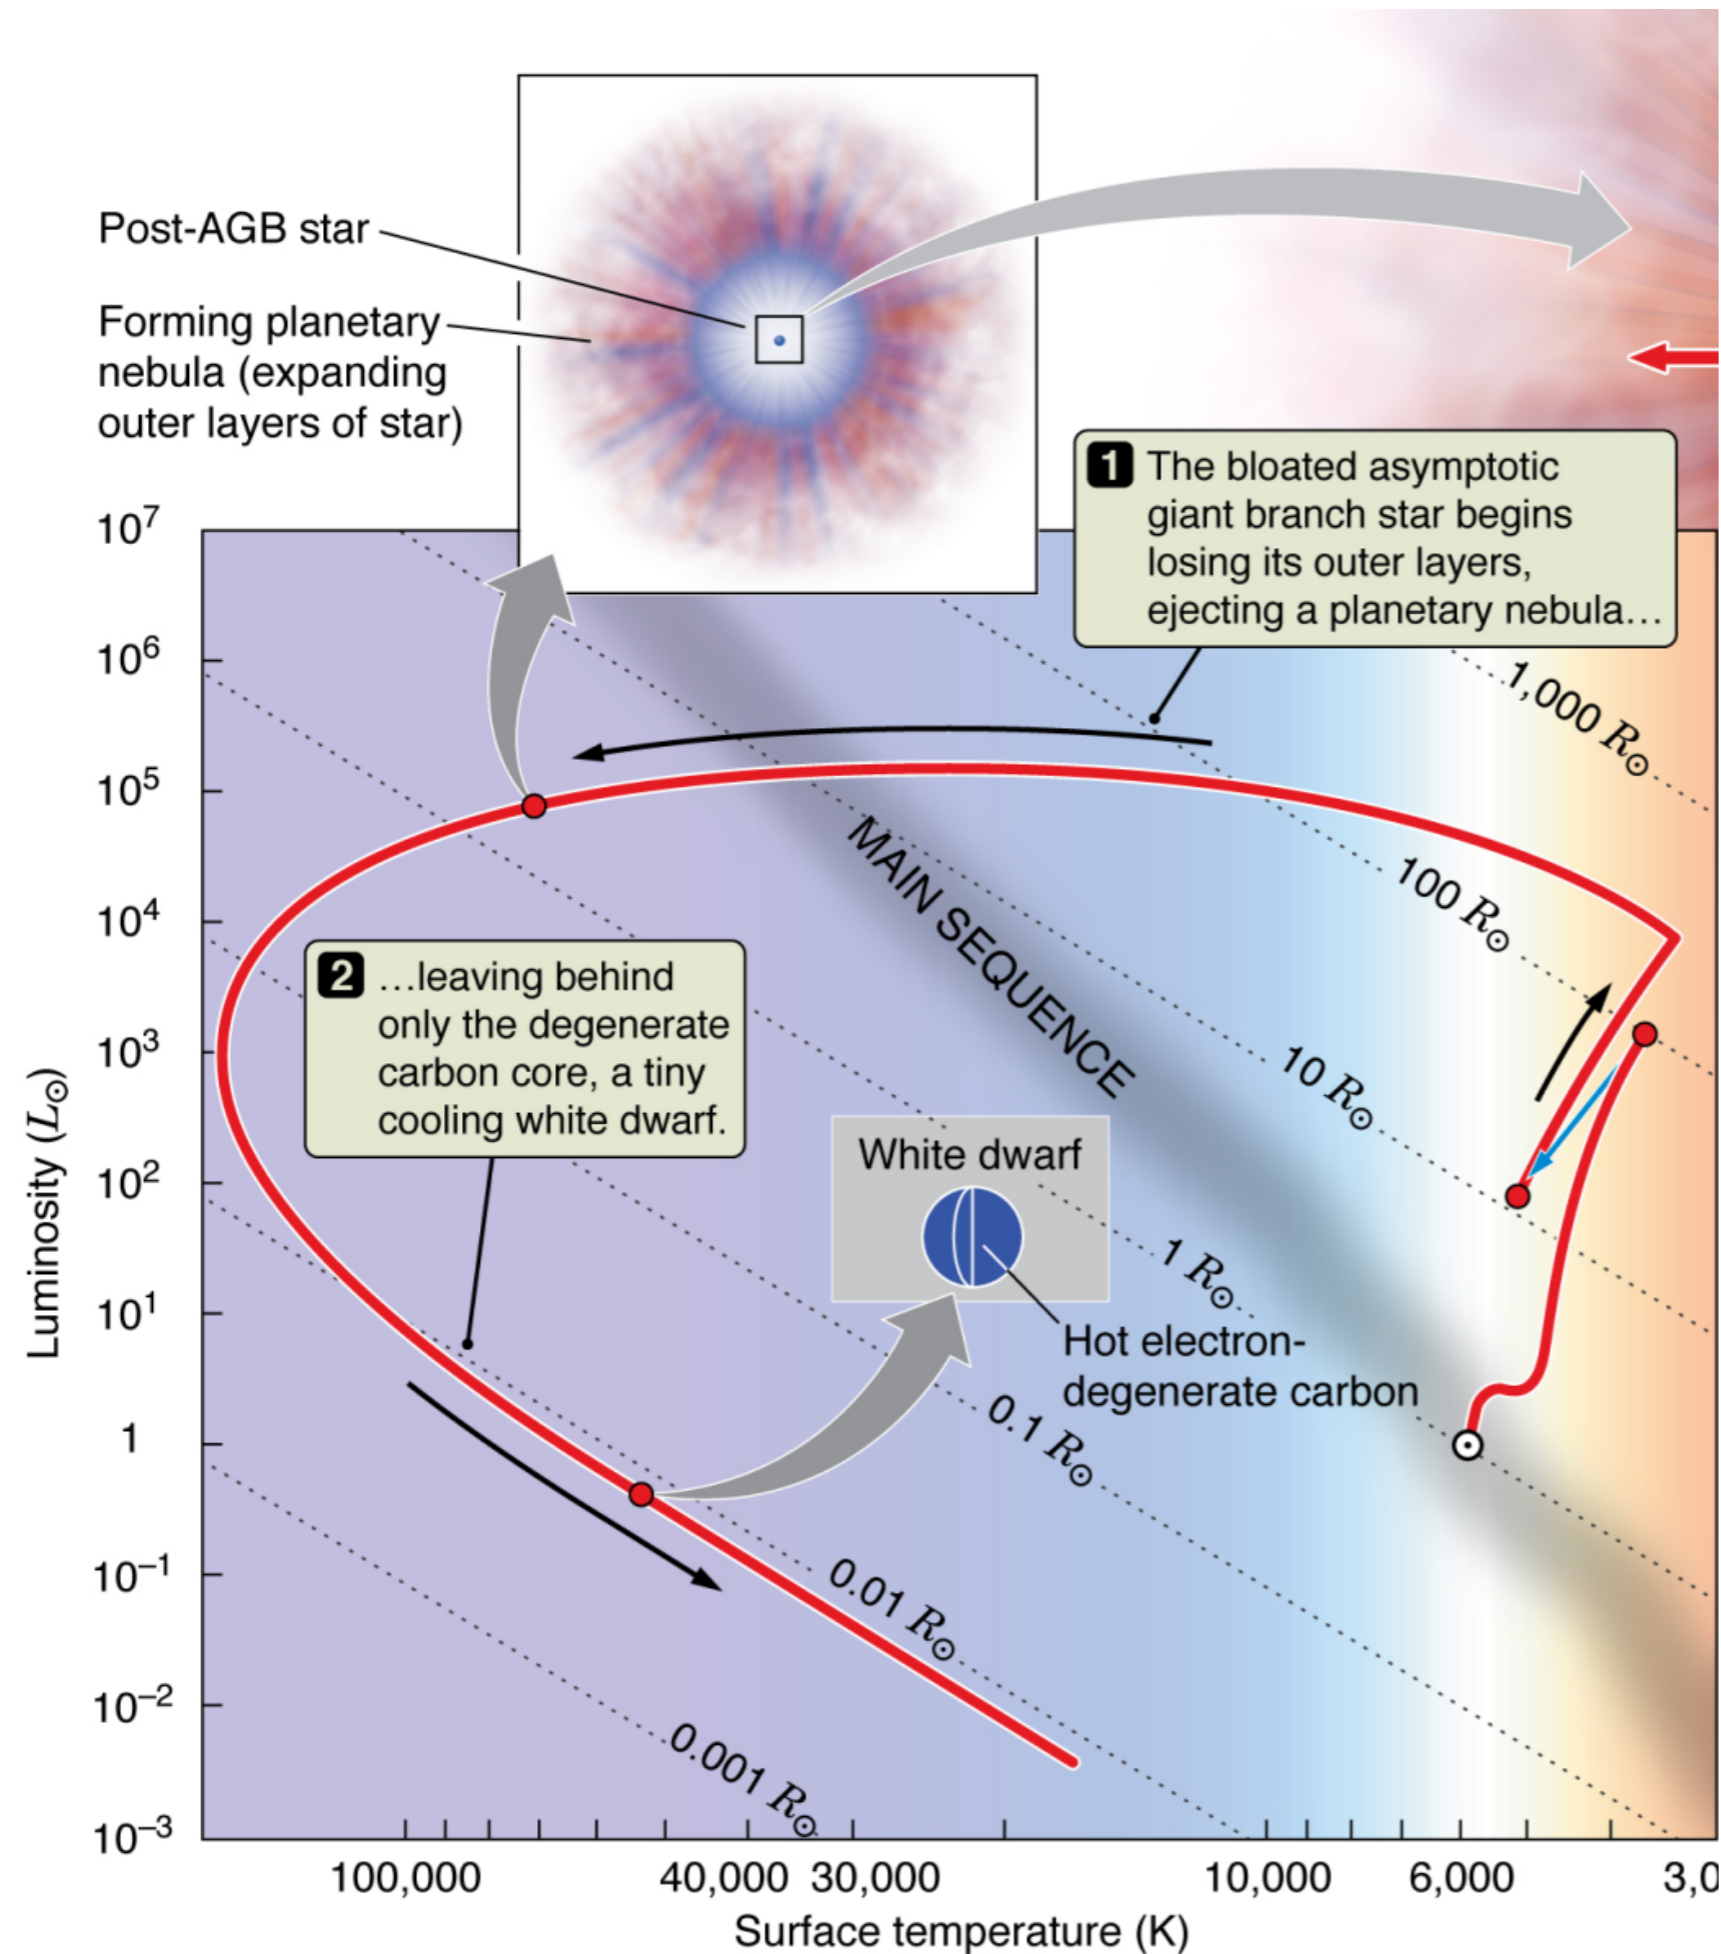 Post-AGB star
Forming planetary
nebula (expanding
outer layers of star)
1 The bloated asymptotic
giant branch star begins
losing its outer layers,
ejecting a planetary nebula…
10⁷
10⁶
10⁵
10⁴
10³
10²
10¹
1
10⁻¹
10⁻²
10⁻³
Luminosity (L☉)
1,000 R☉
100 R☉
10 R☉
1 R☉
0.1 R☉
0.01 R☉
0.001 R☉
MAIN SEQUENCE
2 …leaving behind
only the degenerate
carbon core, a tiny
cooling white dwarf.
White dwarf
Hot electron-
degenerate carbon
100,000 40,000 30,000 10,000 6,000 3,0
Surface temperature (K)